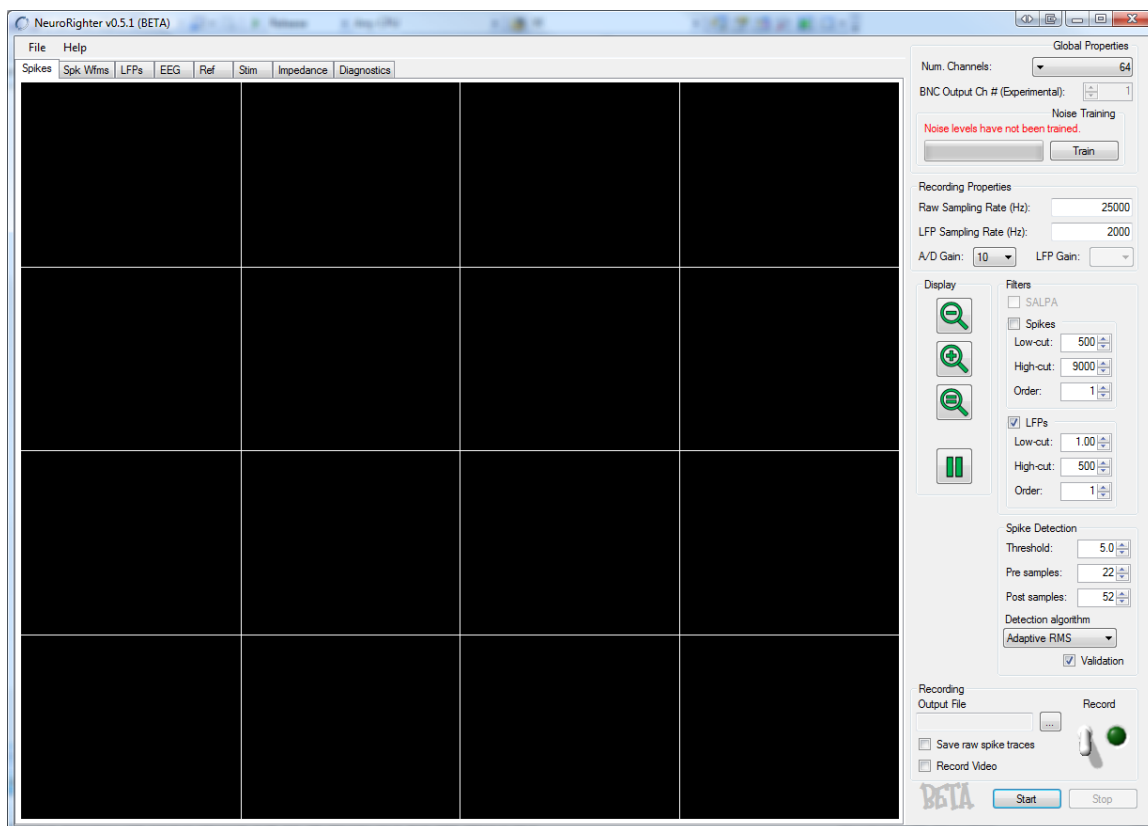 NeuroRighter v0.5.1 (BETA)
File Help
Spikes Spk Wfms LFPs EEG Ref Stim Impedance Diagnostics
Global Properties
Num. Channels: 64
BNC Output Ch # (Experimental): 1
Noise Training
Noise levels have not been trained.
Train
Recording Properties
Raw Sampling Rate (Hz): 25000
LFP Sampling Rate (Hz): 2000
A/D Gain: 10 LFP Gain:
Display
Filters
SALPA
Spikes
Low-cut: 500
High-cut: 9000
Order: 1
LFPs
Low-cut: 1.00
High-cut: 500
Order: 1
Spike Detection
Threshold: 5.0
Pre samples: 22
Post samples: 52
Detection algorithm
Adaptive RMS
Validation
Recording
Output File Record
...
Save raw spike traces
Record Video
BETA Start Stop